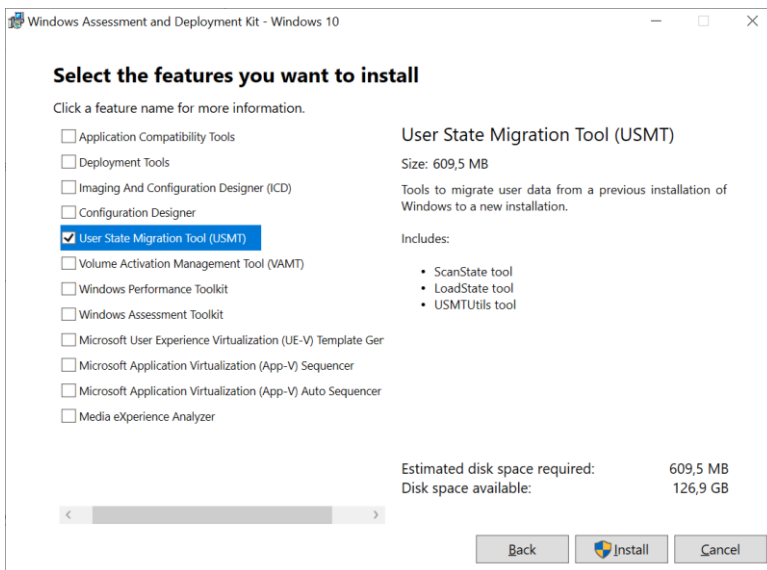 Windows Assessment and Deployment Kit - Windows 10
Select the features you want to install
Click a feature name for more information.
Application Compatibility Tools
Deployment Tools
Imaging And Configuration Designer (ICD)
Configuration Designer
User State Migration Tool (USMT)
Volume Activation Management Tool (VAMT)
Windows Performance Toolkit
Windows Assessment Toolkit
Microsoft User Experience Virtualization (UE-V) Template Ger
Microsoft Application Virtualization (App-V) Sequencer
Microsoft Application Virtualization (App-V) Auto Sequencer
Media eXperience Analyzer
User State Migration Tool (USMT)
Size: 609,5 MB
Tools to migrate user data from a previous installation of
Windows to a new installation.
Includes:
• ScanState tool
• LoadState tool
• USMTUtils tool
Estimated disk space required: 609,5 MB
Disk space available: 126,9 GB
Back Install Cancel